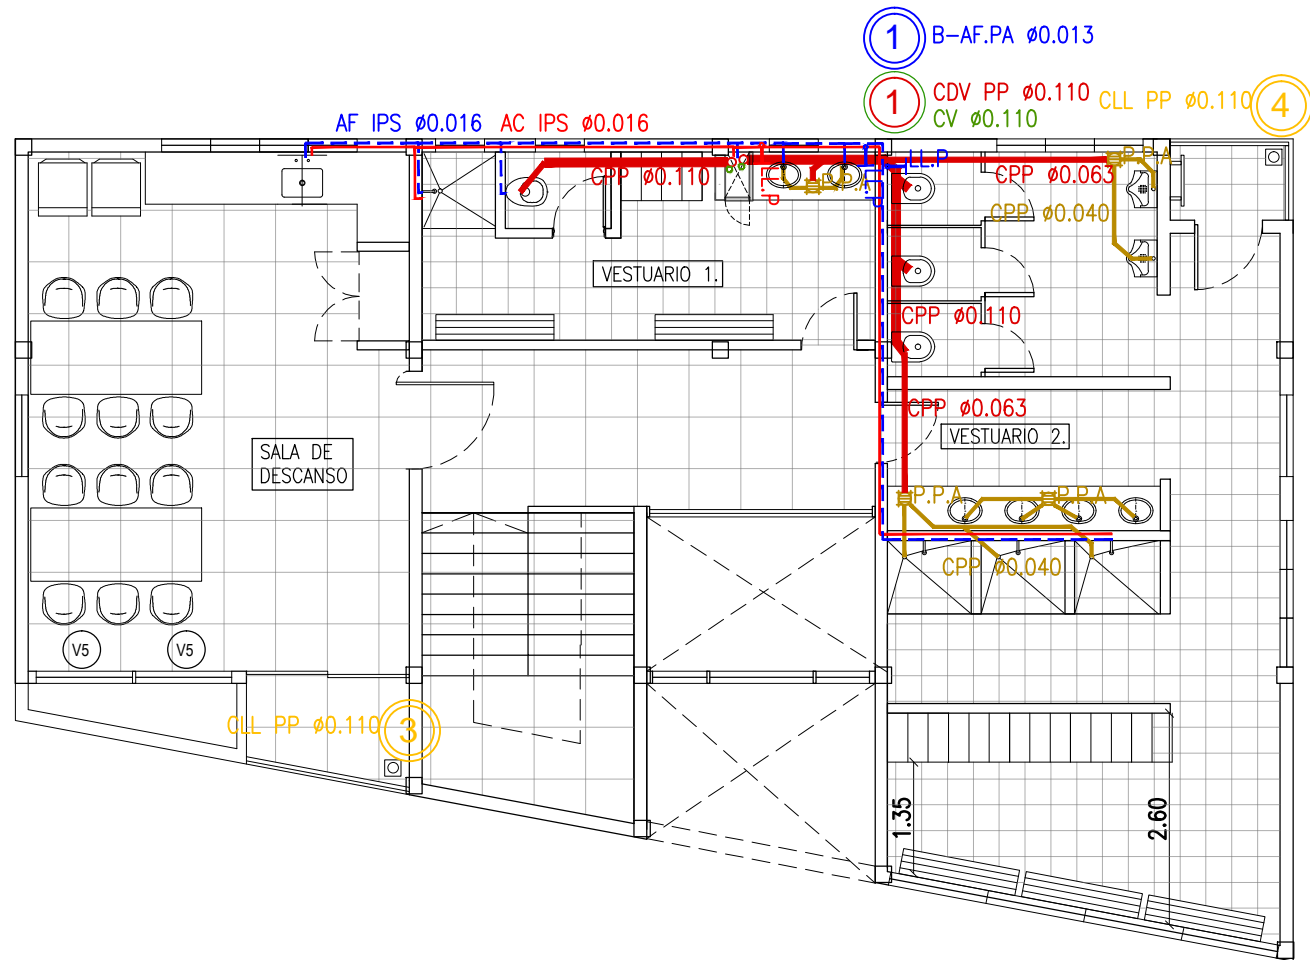 1 B-AF.PA ø0.013
1 CDV PP ø0.110
CV ø0.110
CLL PP ø0.110 4
AF IPS ø0.016
AC IPS ø0.016
P.P.A
LL.P
CPP ø0.110
LL.P
P.P.A
LL.P
CPP ø0.063
CPP ø0.040
VESTUARIO 1.
CPP ø0.110
CPP ø0.063
VESTUARIO 2.
SALA DE
DESCANSO
P.P.A
P.P.A
CPP ø0.040
V5
V5
CLL PP ø0.110 3
1.35
2.60